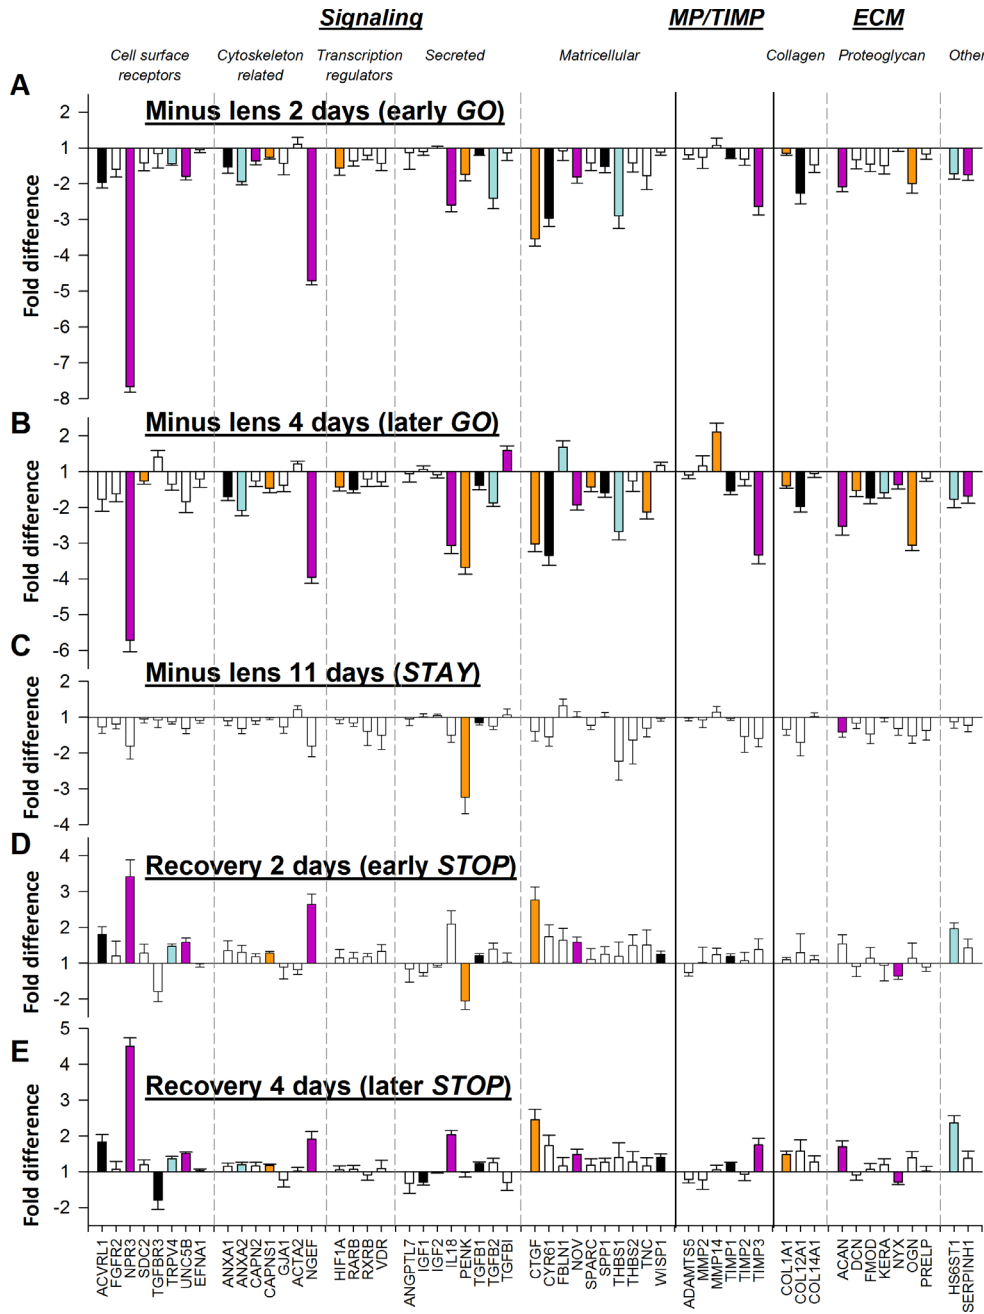 Signaling MP/TIMP ECM
Cell surface receptors Cytoskeleton related Transcription regulators Secreted Matricellular Collagen Proteoglycan Other
A
Minus lens 2 days (early GO)
Fold difference
2
1
-2
-3
-4
-5
-6
-7
-8
B
Minus lens 4 days (later GO)
Fold difference
2
1
-2
-3
-4
-5
-6
C
Minus lens 11 days (STAY)
Fold difference
2
1
-2
-3
-4
D
Recovery 2 days (early STOP)
Fold difference
4
3
2
1
-2
E
Recovery 4 days (later STOP)
Fold difference
5
4
3
2
1
-2
ACVRL1
FGFR2
NPR3
SDC2
TGFBR3
TRPV4
UNC5B
EFNA1
ANXA1
ANXA2
CAPN2
CAPNS1
GJA1
ACTA2
NGEF
HIF1A
RARB
RXRB
VDR
ANGPTL7
IGF1
IGF2
IL18
PENK
TGFB1
TGFB2
TGFBI
CTGF
CYR61
FBLN1
NOV
SPARC
SPP1
THBS1
THBS2
TNC
WISP1
ADAMTS5
MMP2
MMP14
TIMP1
TIMP2
TIMP3
COL1A1
COL12A1
COL14A1
ACAN
DCN
FMOD
KERA
NYX
OGN
PRELP
HS6ST1
SERPINH1